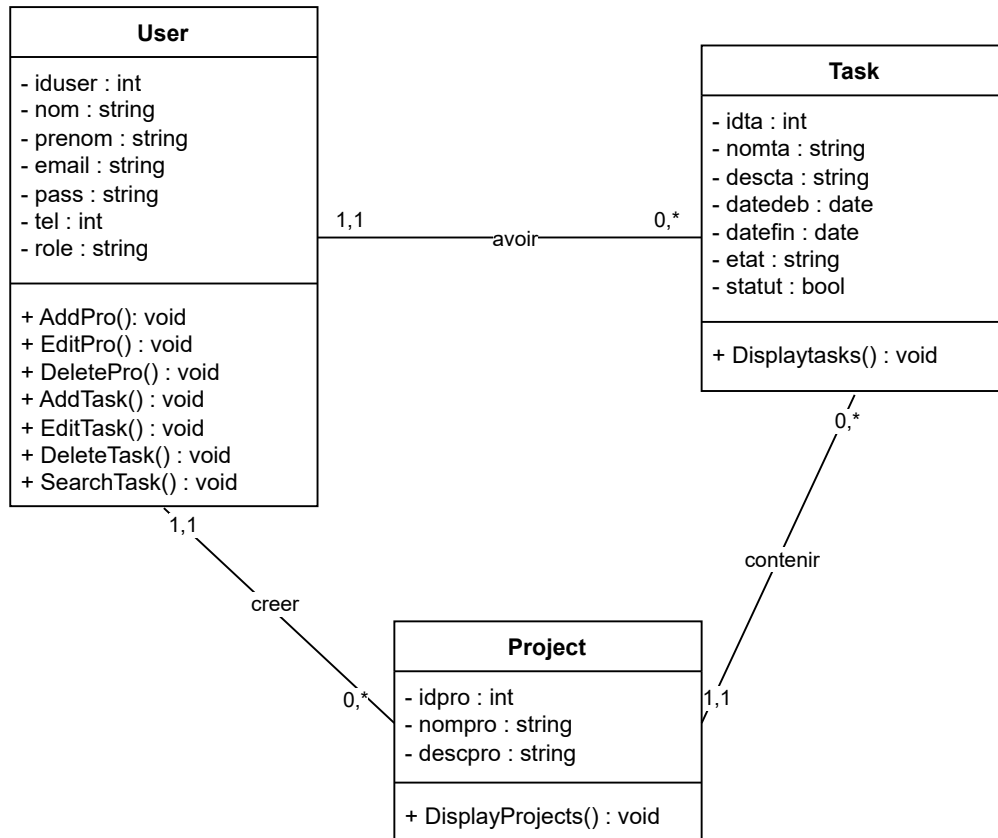 User
- iduser : int
- nom : string
- prenom : string
- email : string
- pass : string
- tel : int
- role : string
+ AddPro(): void
+ EditPro() : void
+ DeletePro() : void
+ AddTask() : void
+ EditTask() : void
+ DeleteTask() : void
+ SearchTask() : void
1,1
avoir
0,*
Task
- idta : int
- nomta : string
- descta : string
- datedeb : date
- datefin : date
- etat : string
- statut : bool
+ Displaytasks() : void
0,*
contenir
1,1
1,1
creer
0,*
Project
- idpro : int
- nompro : string
- descpro : string
+ DisplayProjects() : void